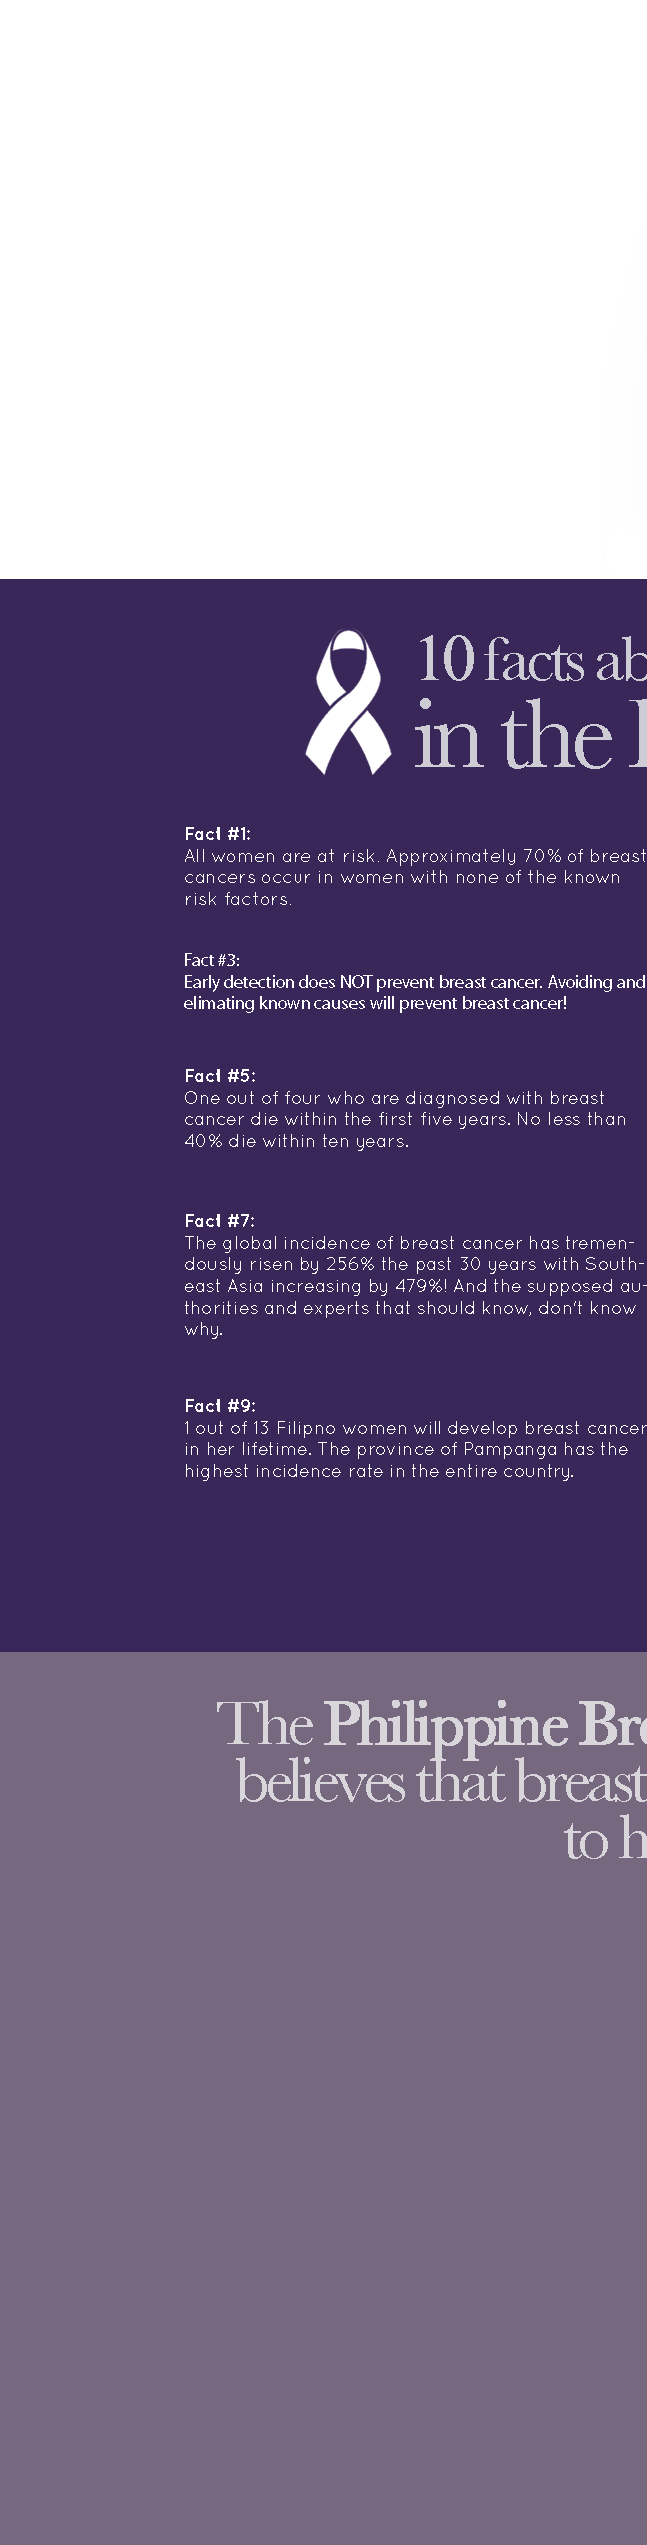 10 facts ab
in the
Fact #1:
All women are at risk. Approximately 70% of breast
cancers occur in women with none of the known
risk factors.
Fact #3:
Early detection does NOT prevent breast cancer. Avoiding and
elimating known causes will prevent breast cancer!
Fact #5:
One out of four who are diagnosed with breast
cancer die within the first five years. No less than
40% die within ten years.
Fact #7:
The global incidence of breast cancer has tremen-
dously risen by 256% the past 30 years with South-
east Asia increasing by 479%! And the supposed au-
thorities and experts that should know, don't know
why.
Fact #9:
1 out of 13 Filipno women will develop breast cancer
in her lifetime. The province of Pampanga has the
highest incidence rate in the entire country.
The Philippine Bre
believes that breast
to h